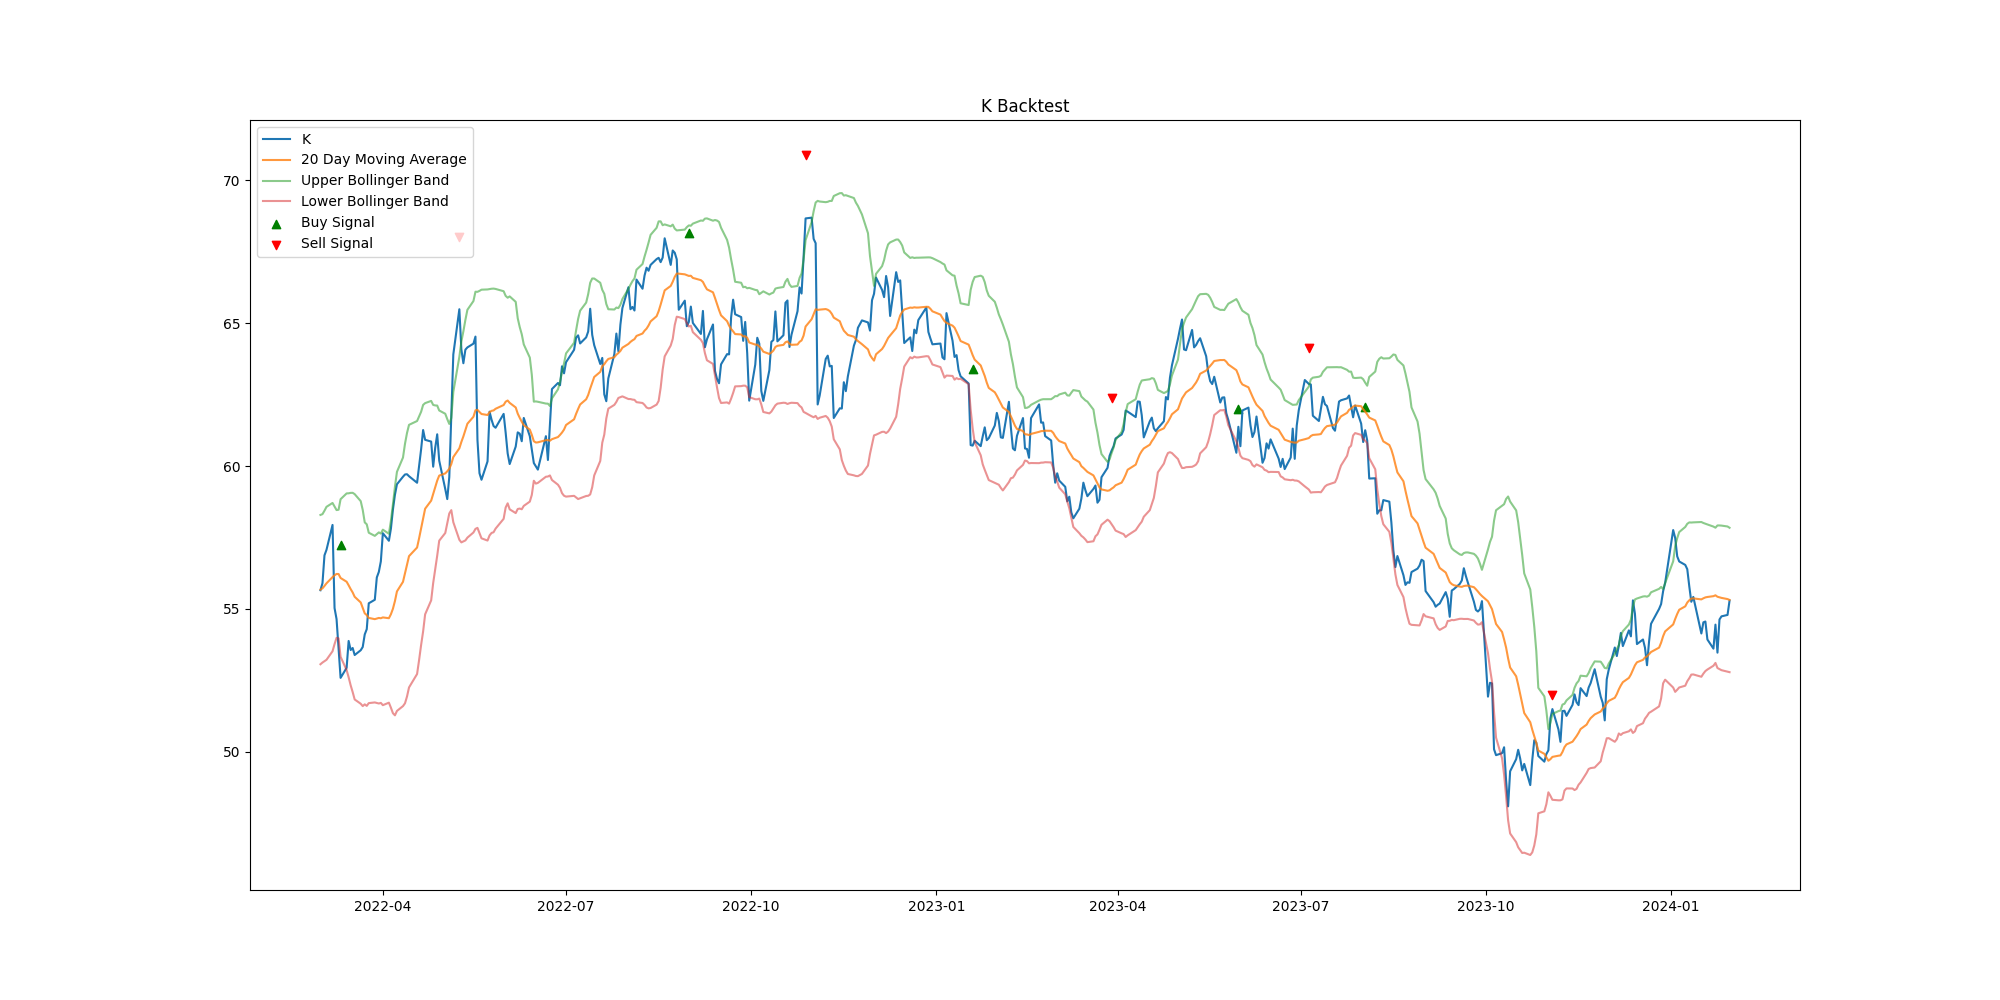 K Backtest
K
20 Day Moving Average
Upper Bollinger Band
Lower Bollinger Band
Buy Signal
Sell Signal
70
65
60
55
50
2022-04 2022-07 2022-10 2023-01 2023-04 2023-07 2023-10 2024-01